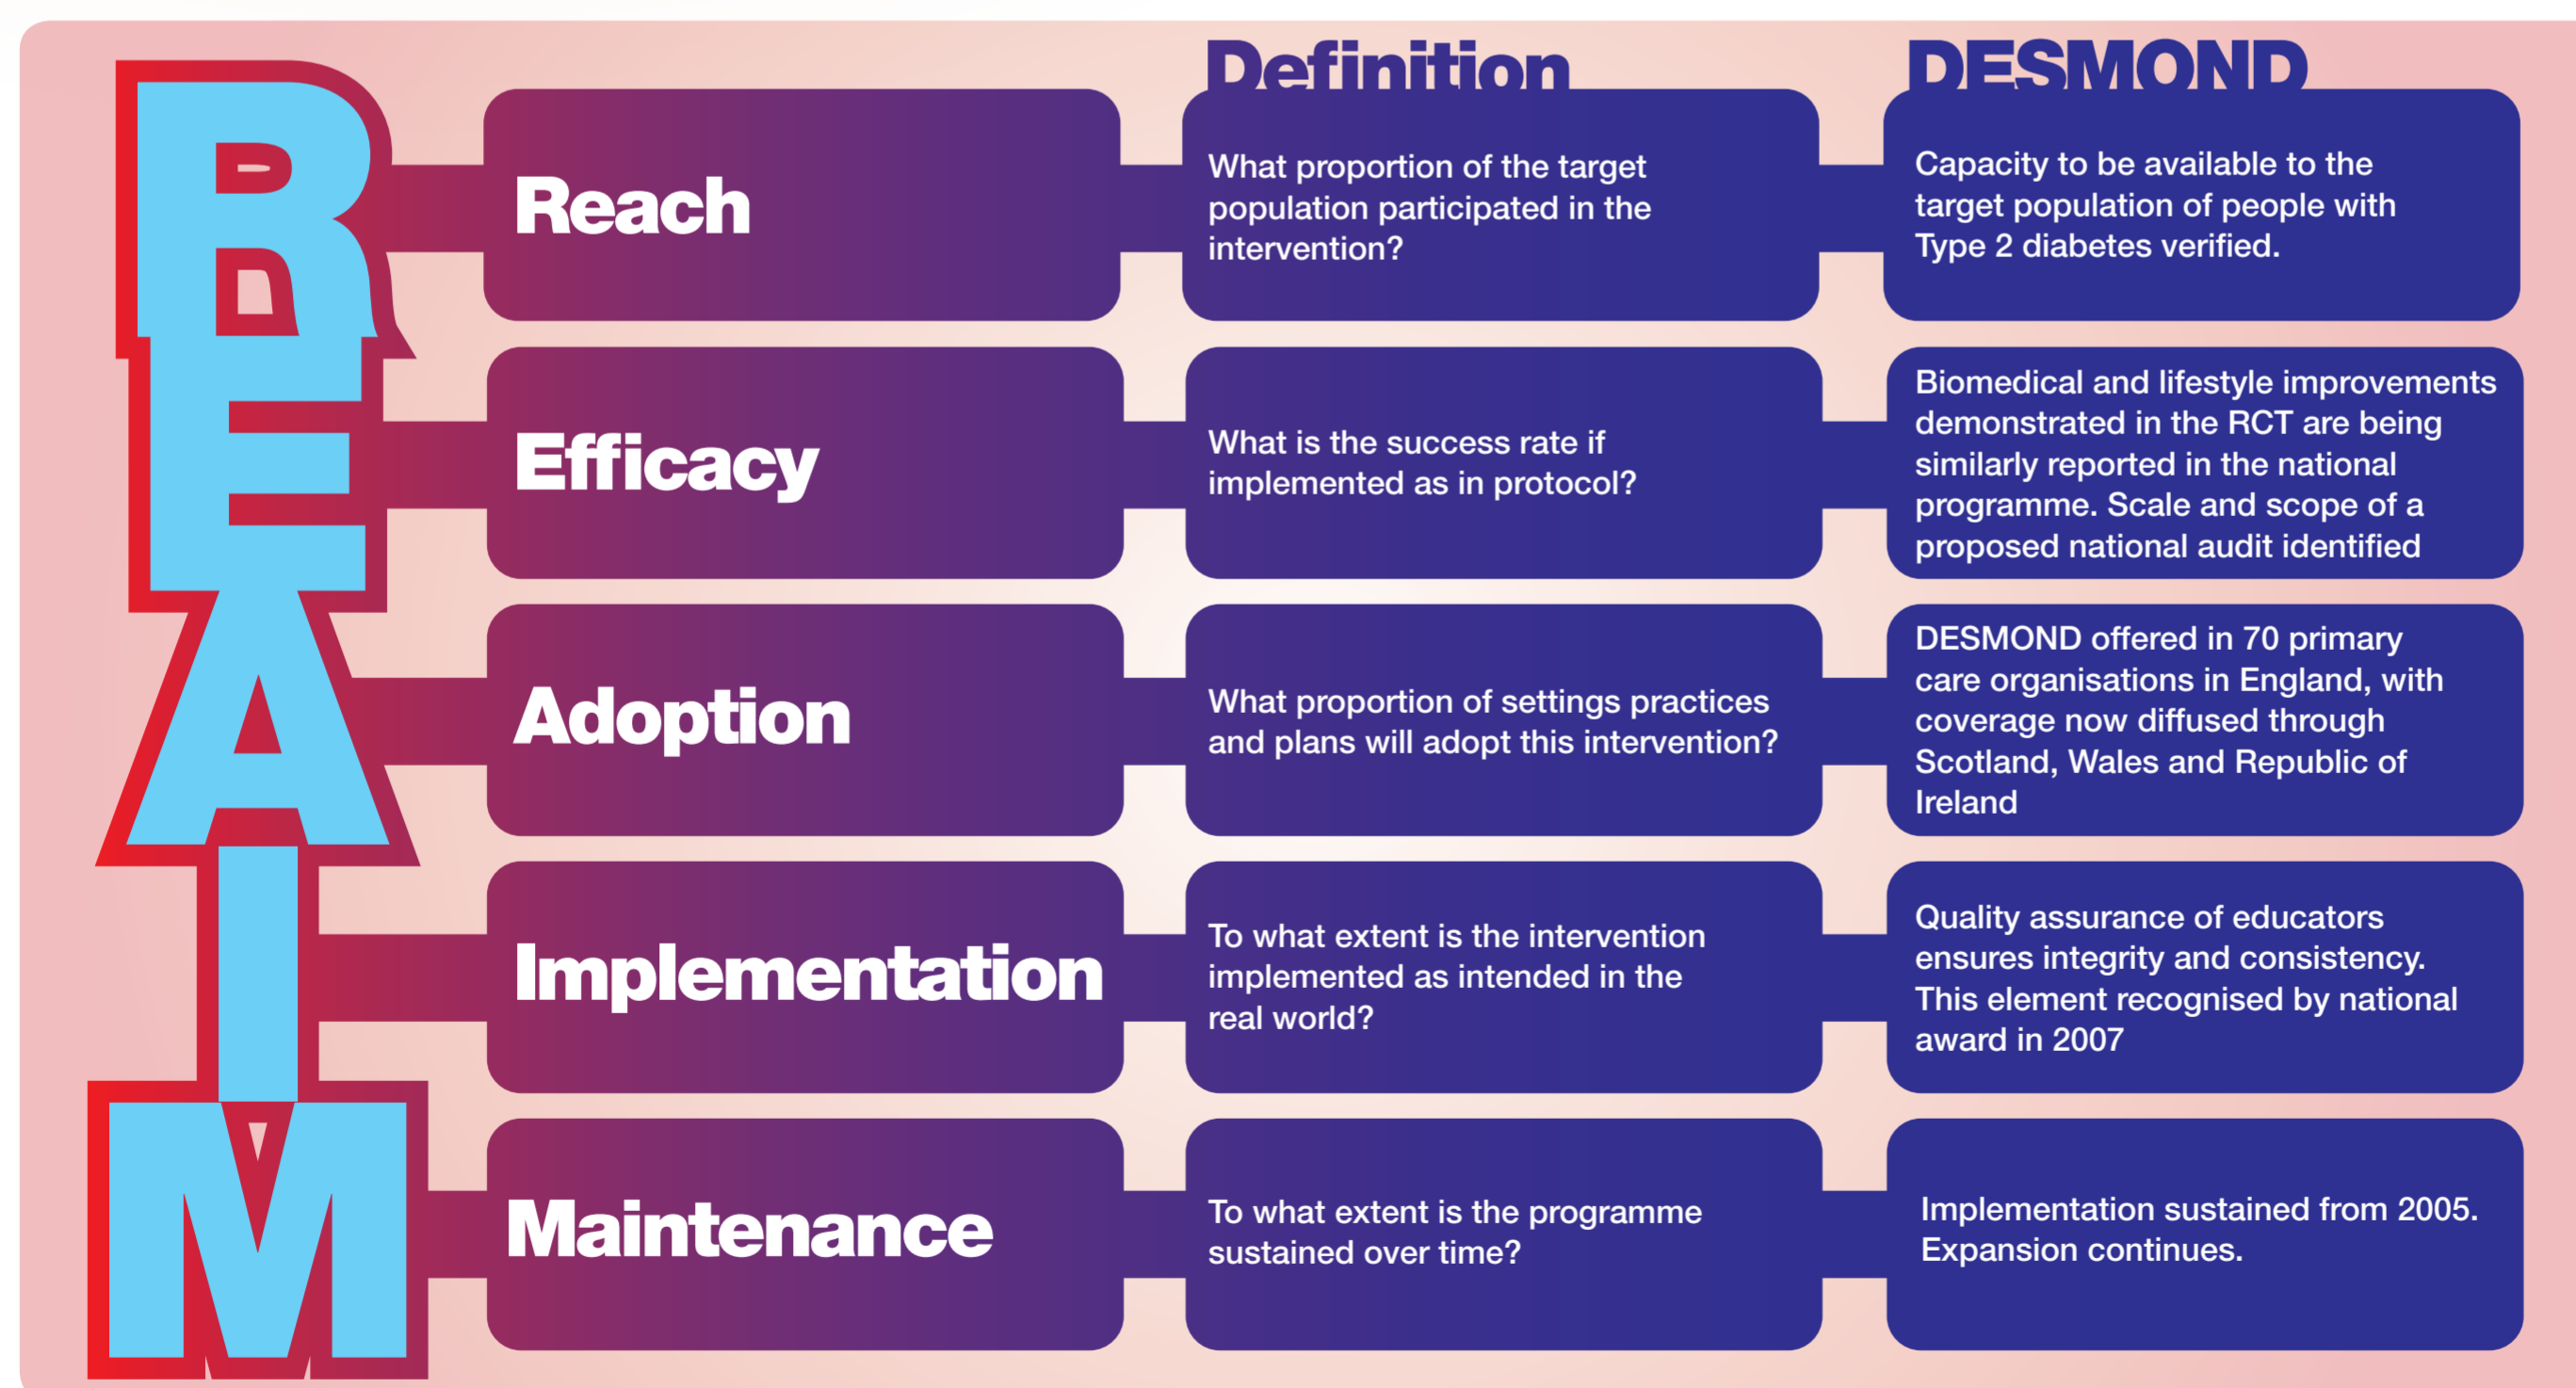 Definition
DESMOND
R
E
A
I
M
Reach
What proportion of the target
population participated in the
intervention?
Capacity to be available to the
target population of people with
Type 2 diabetes verified.
Efficacy
What is the success rate if
implemented as in protocol?
Biomedical and lifestyle improvements
demonstrated in the RCT are being
similarly reported in the national
programme. Scale and scope of a
proposed national audit identified
Adoption
What proportion of settings practices
and plans will adopt this intervention?
DESMOND offered in 70 primary
care organisations in England, with
coverage now diffused through
Scotland, Wales and Republic of
Ireland
Implementation
To what extent is the intervention
implemented as intended in the
real world?
Quality assurance of educators
ensures integrity and consistency.
This element recognised by national
award in 2007
Maintenance
To what extent is the programme
sustained over time?
Implementation sustained from 2005.
Expansion continues.